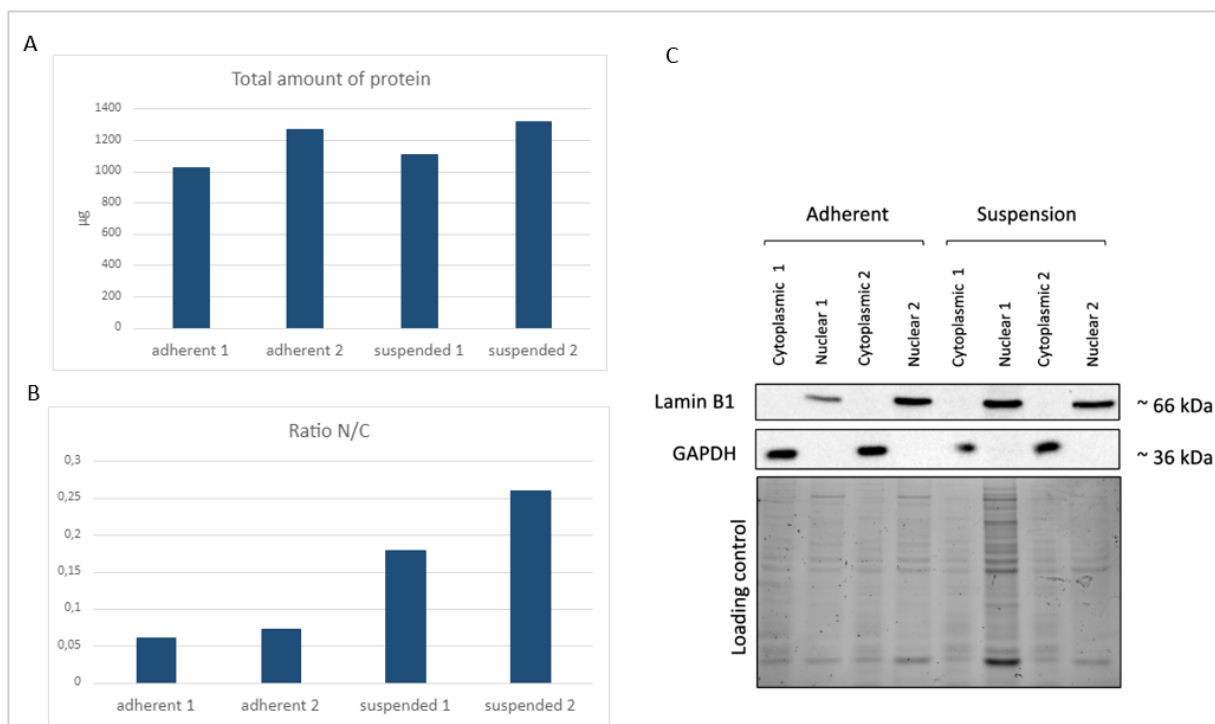 A
Total amount of protein
1400
1200
1000
800
600
400
200
0
µg
adherent 1
adherent 2
suspended 1
suspended 2
B
Ratio N/C
0,3
0,25
0,2
0,15
0,1
0,05
0
adherent 1
adherent 2
suspended 1
suspended 2
C
Adherent
Suspension
Cytoplasmic 1
Nuclear 1
Cytoplasmic 2
Nuclear 2
Cytoplasmic 1
Nuclear 1
Cytoplasmic 2
Nuclear 2
Lamin B1
~ 66 kDa
GAPDH
~ 36 kDa
Loading control